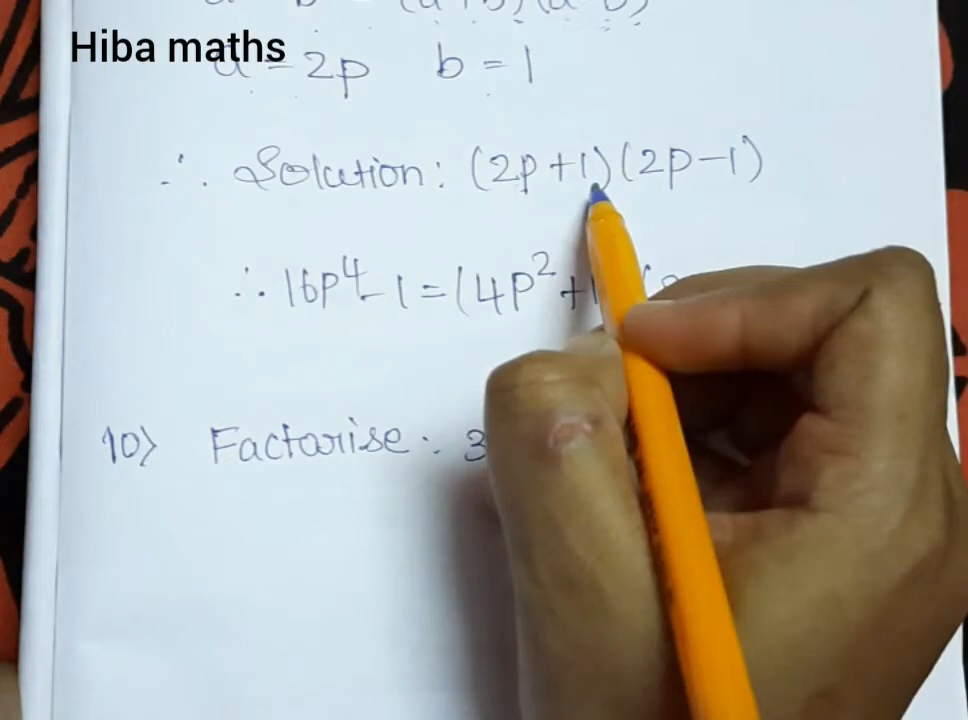 Hiba maths
a = 2p b = 1
∴ Solution: (2p+1)(2p-1)
∴ 16p⁴-1 = (4p²+1
10) Factorise: 3